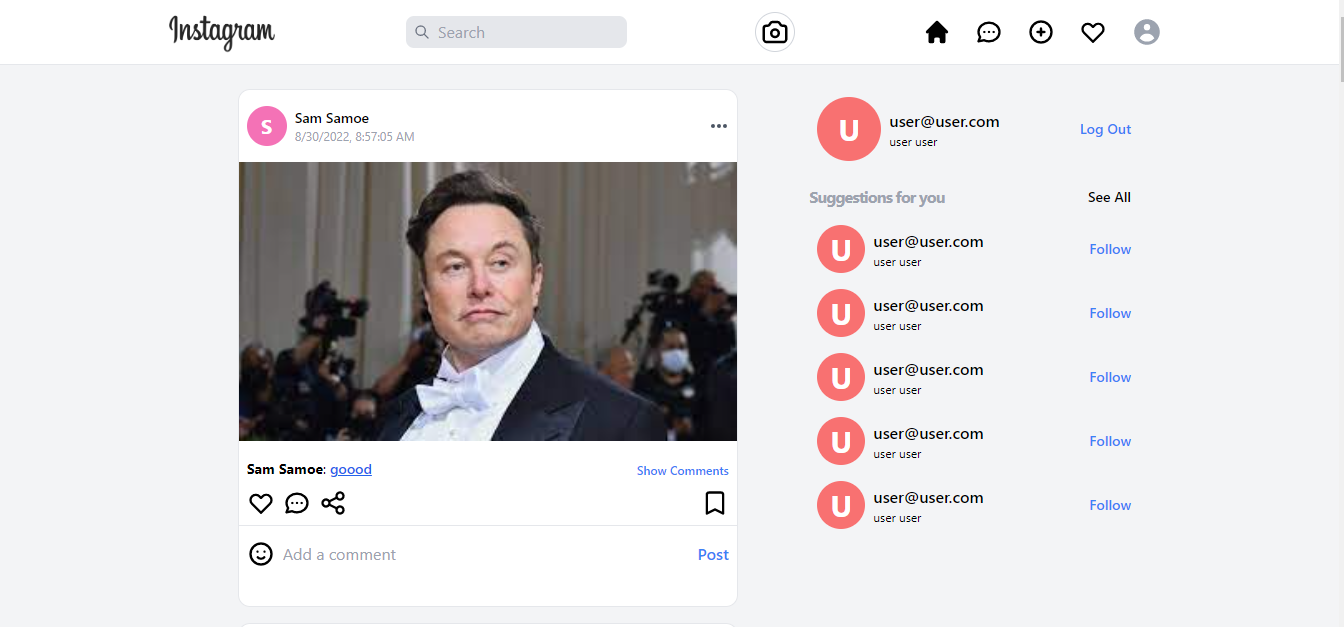 Instagram
Search
S
Sam Samoe
8/30/2022, 8:57:05 AM
Sam Samoe: goood
Show Comments
Add a comment
Post
U
user@user.com
user user
Log Out
Suggestions for you
See All
U
user@user.com
user user
Follow
U
user@user.com
user user
Follow
U
user@user.com
user user
Follow
U
user@user.com
user user
Follow
U
user@user.com
user user
Follow